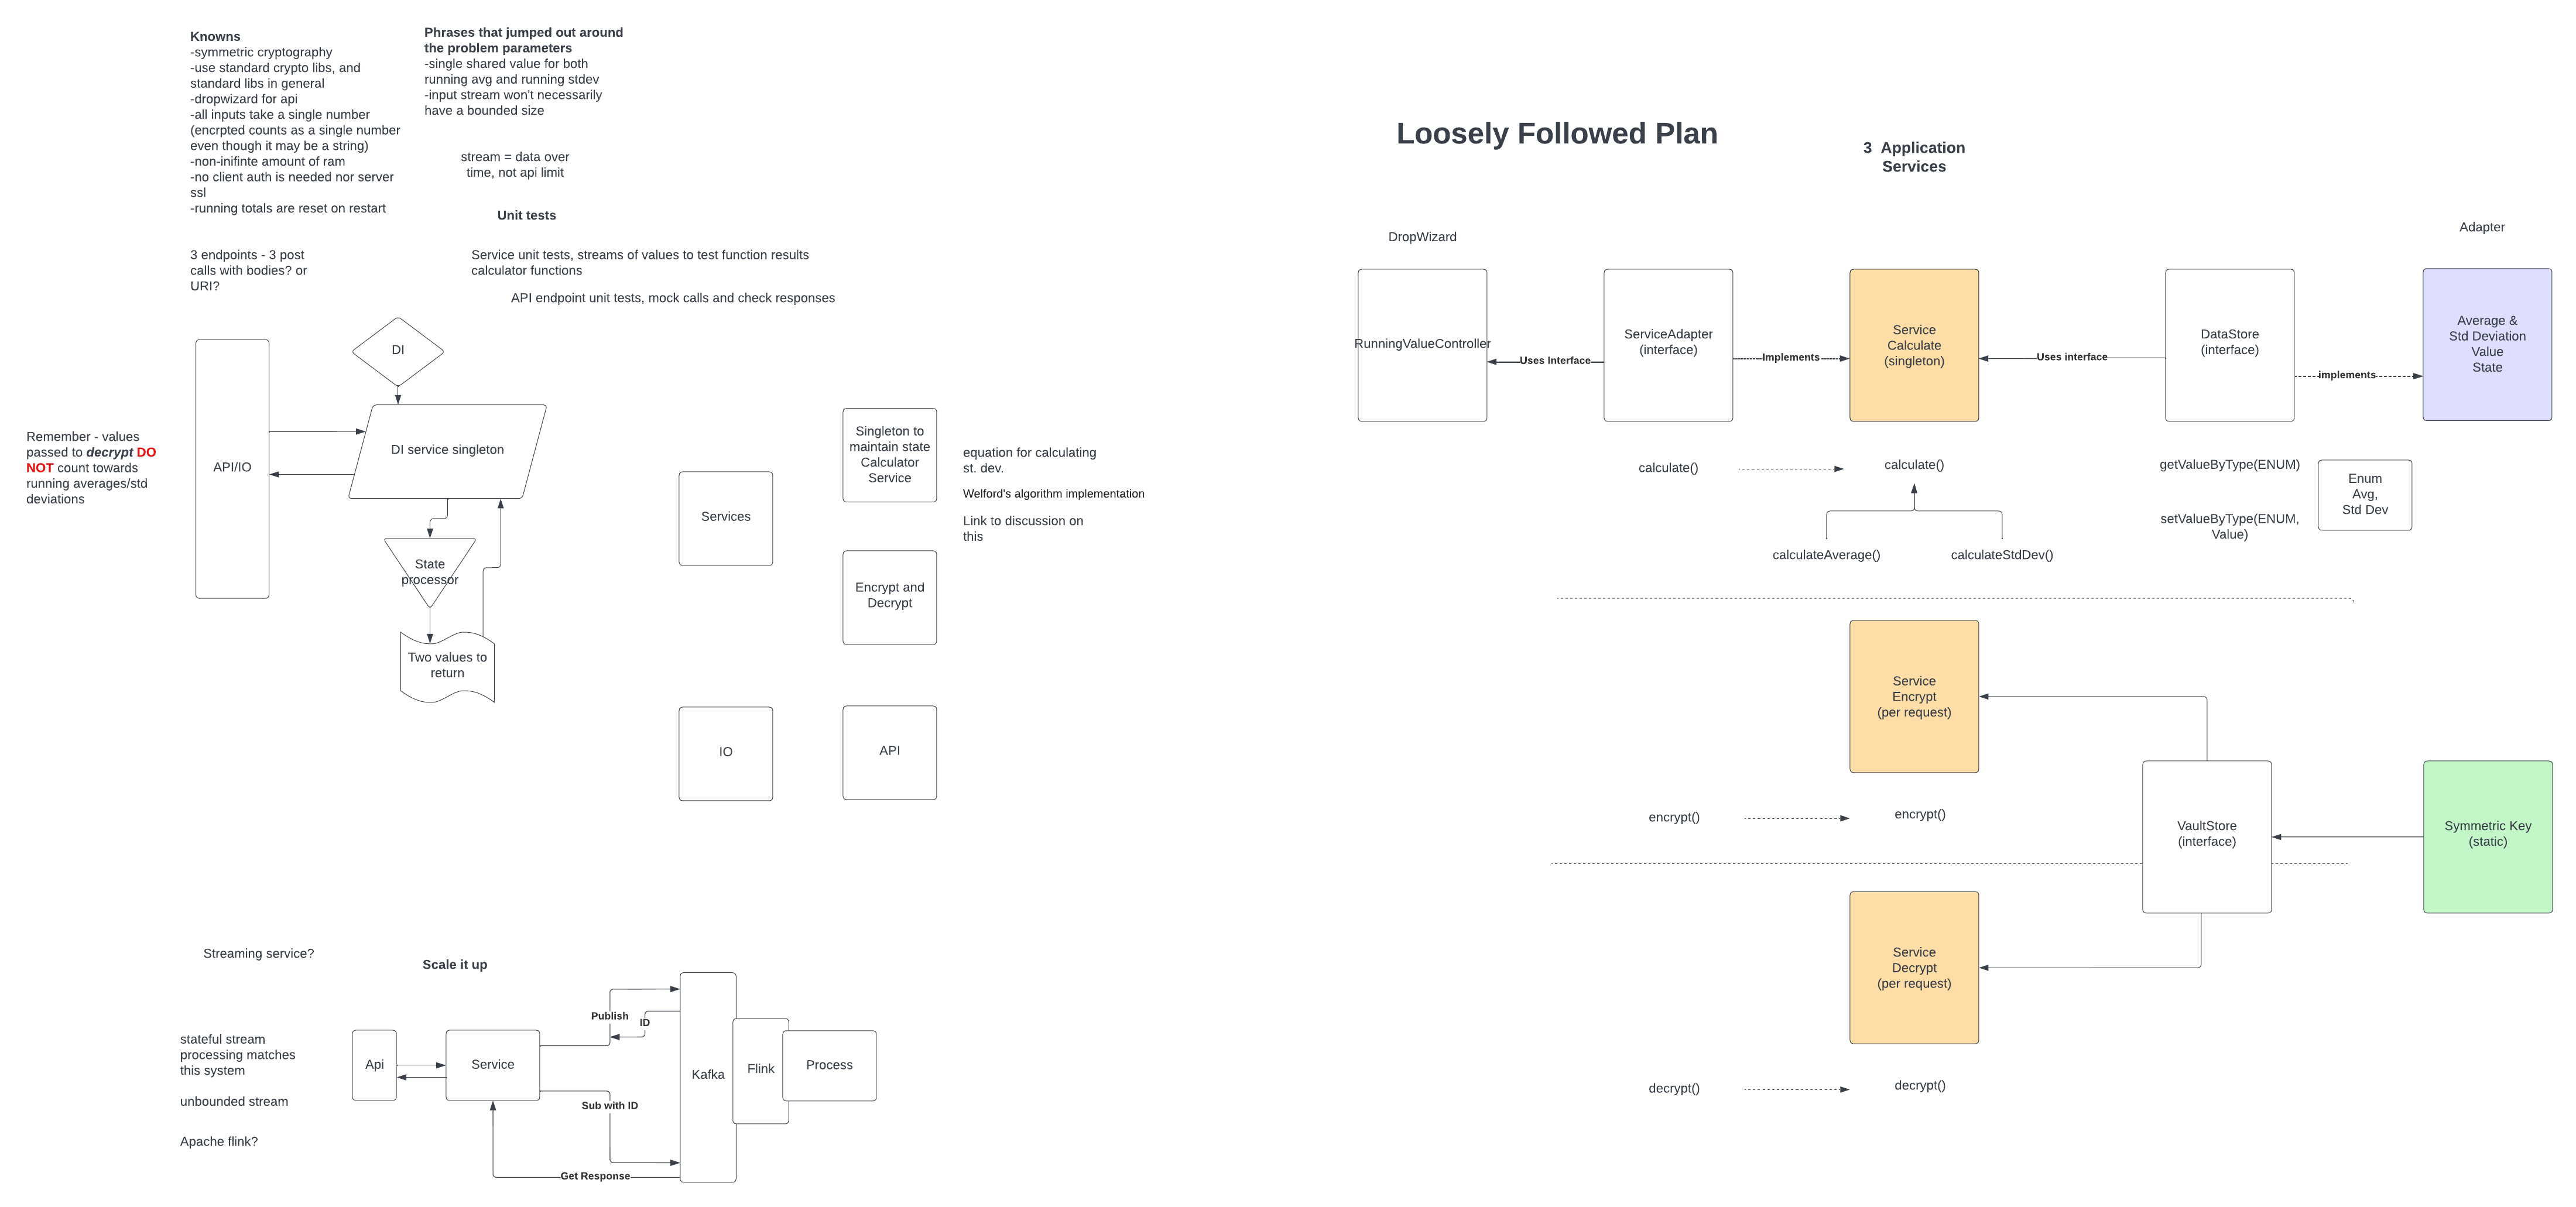 Knowns
-symmetric cryptography
-use standard crypto libs, and
standard libs in general
-dropwizard for api
-all inputs take a single number
(encrpted counts as a single number
even though it may be a string)
-non-inifinte amount of ram
-no client auth is needed nor server
ssl
-running totals are reset on restart
Phrases that jumped out around
the problem parameters
-single shared value for both
running avg and running stdev
-input stream won't necessarily
have a bounded size
stream = data over
time, not api limit
Unit tests
3 endpoints - 3 post
calls with bodies? or
URI?
Service unit tests, streams of values to test function results
calculator functions
API endpoint unit tests, mock calls and check responses
DI
API/IO
DI service singleton
Remember - values
passed to decrypt DO
NOT count towards
running averages/std
deviations
State
processor
Two values to
return
Services
Singleton to
maintain state
Calculator
Service
equation for calculating
st. dev.
Welford's algorithm implementation
Link to discussion on
this
Encrypt and
Decrypt
IO
API
Streaming service?
Scale it up
stateful stream
processing matches
this system
unbounded stream
Apache flink?
Api
Service
Publish
ID
Sub with ID
Get Response
Kafka
Flink
Process
Loosely Followed Plan
3 Application
Services
DropWizard
Adapter
RunningValueController
Uses Interface
ServiceAdapter
(interface)
Implements
Service
Calculate
(singleton)
Uses interface
DataStore
(interface)
implements
Average &
Std Deviation
Value
State
calculate()
calculate()
calculateAverage()
calculateStdDev()
getValueByType(ENUM)
setValueByType(ENUM,
Value)
Enum
Avg,
Std Dev
Service
Encrypt
(per request)
encrypt()
encrypt()
VaultStore
(interface)
Symmetric Key
(static)
Service
Decrypt
(per request)
decrypt()
decrypt()